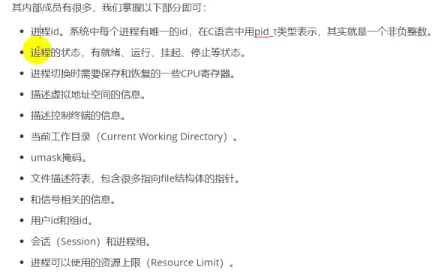 其内部成员有很多，我们掌握以下部分即可：
• 进程id。系统中每个进程有唯一的id，在C语言中用pid_t类型表示，其实就是一个非负整数。
• 进程的状态，有就绪、运行、挂起、停止等状态。
• 进程切换时需要保存和恢复的一些CPU寄存器。
• 描述虚拟地址空间的信息。
• 描述控制终端的信息。
• 当前工作目录（Current Working Directory）。
• umask掩码。
• 文件描述符表，包含很多指向file结构体的指针。
• 和信号相关的信息。
• 用户id和组id。
• 会话（Session）和进程组。
• 进程可以使用的资源上限（Resource Limit）。